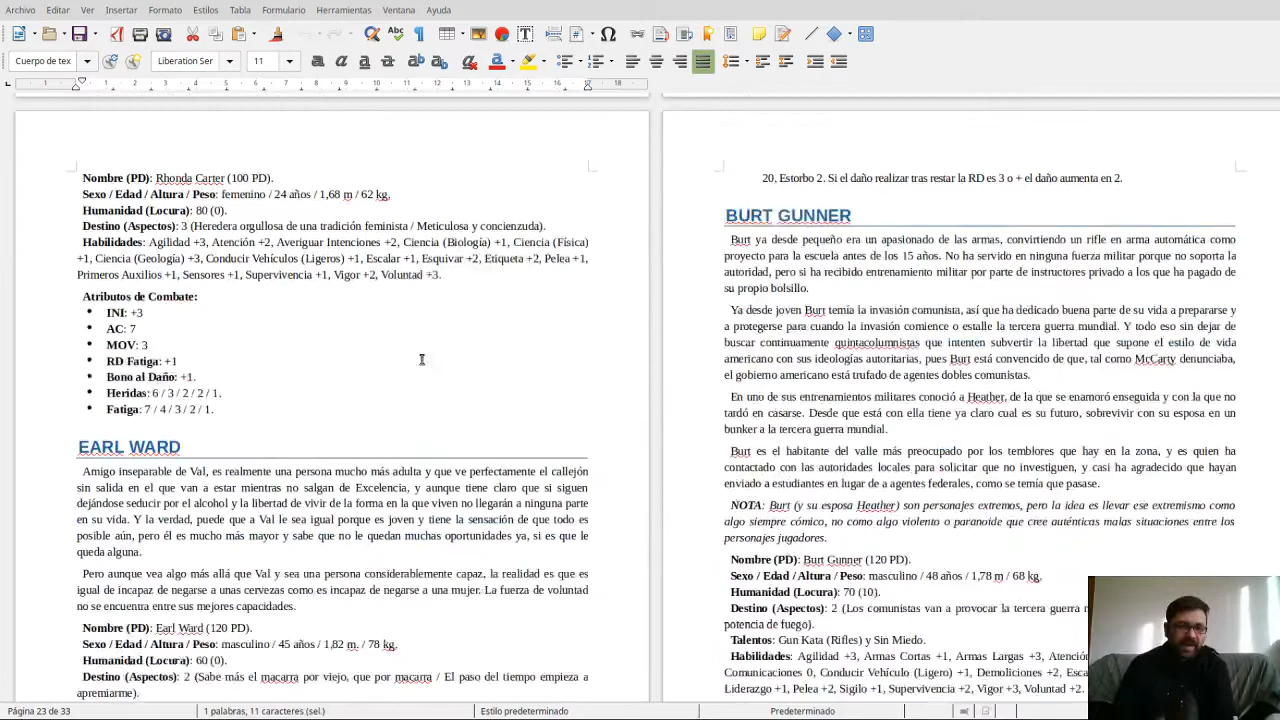 Archivo Editar Ver Insertar Formato Estilos Tabla Formulario Herramientas Ventana Ayuda
Cuerpo de tex Liberation Ser 11
1 1 2 3 4 5 6 7 8 9 10 11 12 13 14 15 16 17 18
Nombre (PD): Rhonda Carter (100 PD).
Sexo / Edad / Altura / Peso: femenino / 24 años / 1,68 m / 62 kg.
Humanidad (Locura): 80 (0).
Destino (Aspectos): 3 (Heredera orgullosa de una tradición feminista / Meticulosa y concienzuda).
Habilidades: Agilidad +3, Atención +2, Averiguar Intenciones +2, Ciencia (Biología) +1, Ciencia (Física)
+1, Ciencia (Geología) +3, Conducir Vehículos (Ligeros) +1, Escalar +1, Esquivar +2, Etiqueta +2, Pelea +1,
Primeros Auxilios +1, Sensores +1, Supervivencia +1, Vigor +2, Voluntad +3.
Atributos de Combate:
• INI: +3
• AC: 7
• MOV: 3
• RD Fatiga: +1
• Bono al Daño: +1.
• Heridas: 6 / 3 / 2 / 2 / 1.
• Fatiga: 7 / 4 / 3 / 2 / 1.
EARL WARD
Amigo inseparable de Val, es realmente una persona mucho más adulta y que ve perfectamente el callejón
sin salida en el que van a estar mientras no salgan de Excelencia, y aunque tiene claro que si siguen
dejándose seducir por el alcohol y la libertad de vivir de la forma en la que viven no llegarán a ninguna parte
en su vida. Y la verdad, puede que a Val le sea igual porque es joven y tiene la sensación de que todo es
posible aún, pero él es mucho más mayor y sabe que no le quedan muchas oportunidades ya, si es que le
queda alguna.
Pero aunque vea algo más allá que Val y sea una persona considerablemente capaz, la realidad es que es
igual de incapaz de negarse a unas cervezas como es incapaz de negarse a una mujer. La fuerza de voluntad
no se encuentra entre sus mejores capacidades.
Nombre (PD): Earl Ward (120 PD).
Sexo / Edad / Altura / Peso: masculino / 45 años / 1,82 m. / 78 kg.
Humanidad (Locura): 60 (0).
Destino (Aspectos): 2 (Sabe más el macarra por viejo, que por macarra / El paso del tiempo empieza a
apremiarme).
20, Estorbo 2. Si el daño realizar tras restar la RD es 3 o + el daño aumenta en 2.
BURT GUNNER
Burt ya desde pequeño era un apasionado de las armas, convirtiendo un rifle en arma automática como
proyecto para la escuela antes de los 15 años. No ha servido en ninguna fuerza militar porque no soporta la
autoridad, pero si ha recibido entrenamiento militar por parte de instructores privado a los que ha pagado de
su propio bolsillo.
Ya desde joven Burt temía la invasión comunista, así que ha dedicado buena parte de su vida a prepararse y
a protegerse para cuando la invasión comience o estalle la tercera guerra mundial. Y todo eso sin dejar de
buscar continuamente quintacolumnistas que intenten subvertir la libertad que supone el estilo de vida
americano con sus ideologías autoritarias, pues Burt está convencido de que, tal como McCarty denunciaba,
el gobierno americano está trufado de agentes dobles comunistas.
En uno de sus entrenamientos militares conoció a Heather, de la que se enamoró enseguida y con la que no
tardó en casarse. Desde que está con ella tiene ya claro cual es su futuro, sobrevivir con su esposa en un
bunker a la tercera guerra mundial.
Burt es el habitante del valle más preocupado por los temblores que hay en la zona, y es quien ha
contactado con las autoridades locales para solicitar que no investiguen, y casi ha agradecido que hayan
enviado a estudiantes en lugar de a agentes federales, como se temía que pasase.
NOTA: Burt (y su esposa Heather) son personajes extremos, pero la idea es llevar ese extremismo como
algo siempre cómico, no como algo violento o paranoide que cree auténticas malas situaciones entre los
personajes jugadores.
Nombre (PD): Burt Gunner (120 PD).
Sexo / Edad / Altura / Peso: masculino / 48 años / 1,78 m / 68 kg.
Humanidad (Locura): 70 (10).
Destino (Aspectos): 2 (Los comunistas van a provocar la tercera guerra
potencia de fuego).
Talentos: Gun Kata (Rifles) y Sin Miedo.
Habilidades: Agilidad +3, Armas Cortas +1, Armas Largas +3,
Comunicaciones 0, Conducir Vehículo (Ligero) +1, Demoliciones +2,
Liderazgo +1, Pelea +2, Sigilo +1, Supervivencia +2, Vigor +3, Voluntad +2.
Página 23 de 33 1 palabras, 11 caracteres (sel.) Estilo predeterminado Predeterminado